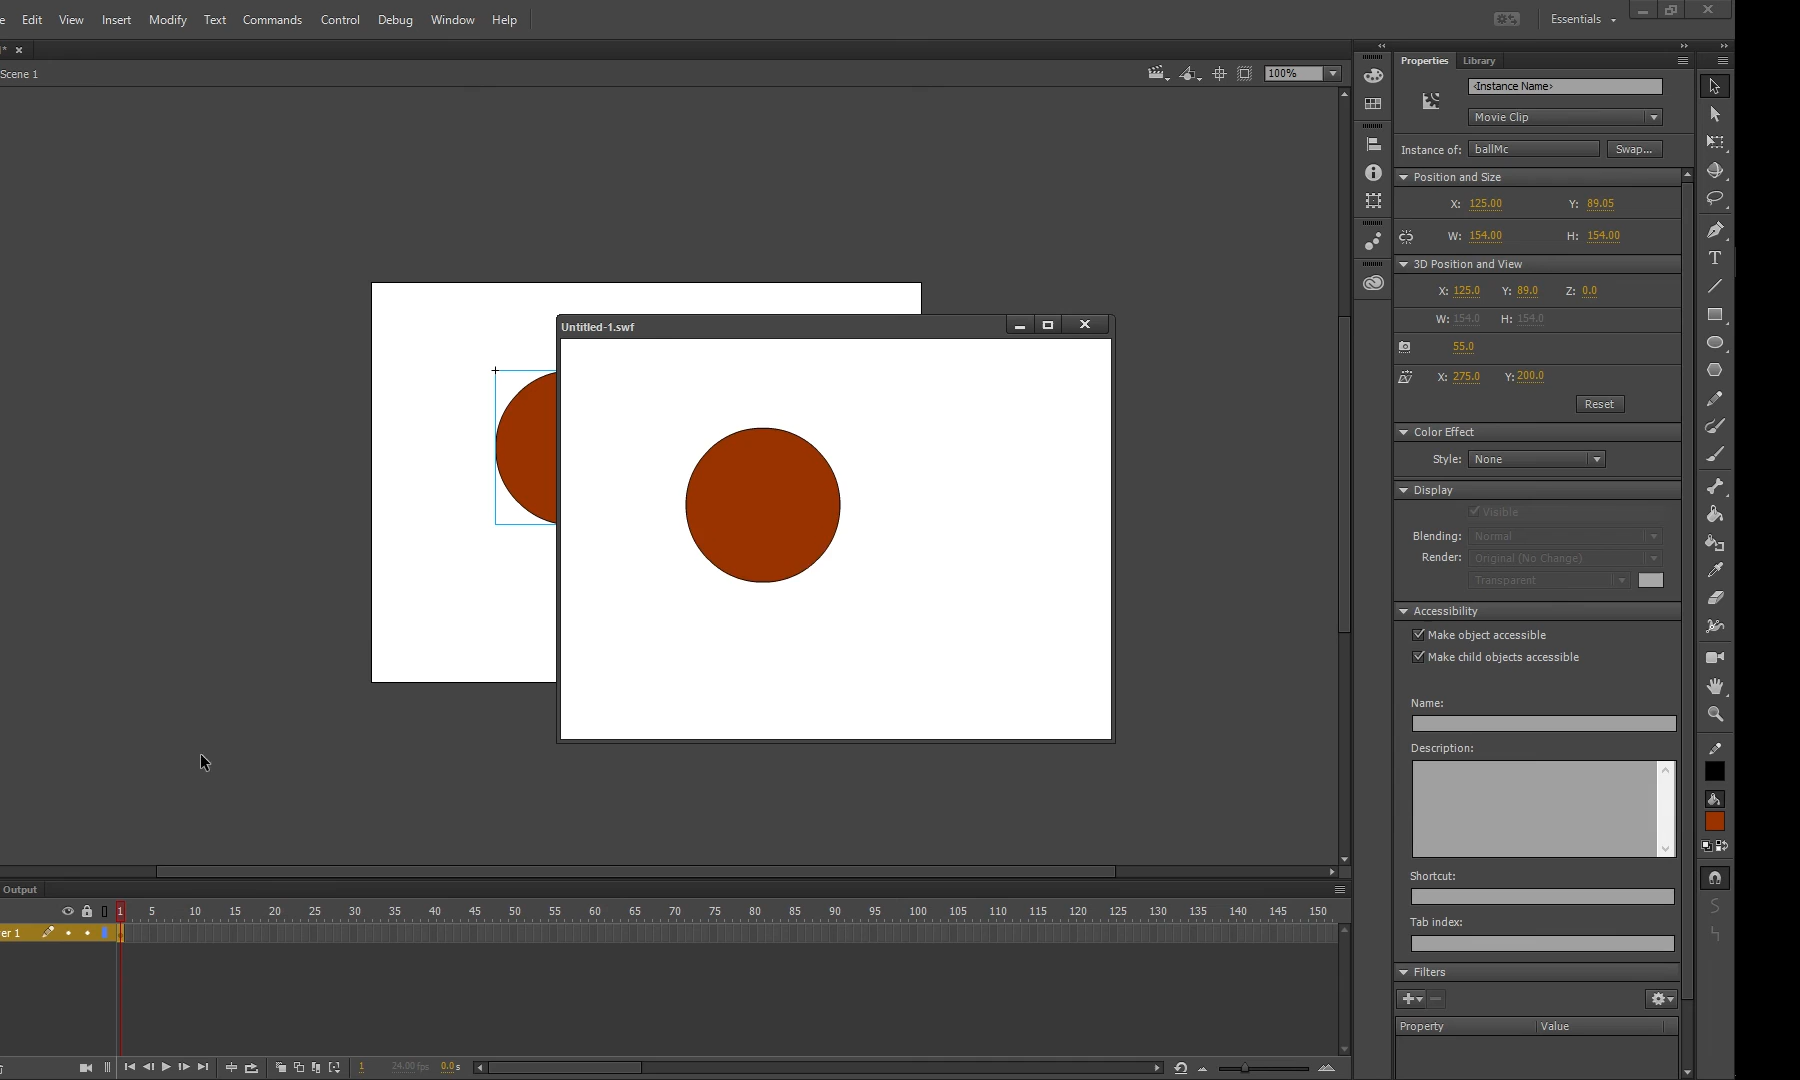 e Edit View Insert Modify Text Commands Control Debug Window Help Essentials
* x
Scene 1 100%
Properties Library
<Instance Name>
Movie Clip
Instance of: ballMc Swap...
Position and Size
X: 125.00 Y: 89.05
W: 154.00 H: 154.00
3D Position and View
X: 125.0 Y: 89.0 Z: 0.0
W: 154.0 H: 154.0
55.0
X: 275.0 Y: 200.0
Reset
Color Effect
Style: None
Display
Visible
Blending: Normal
Render: Original (No Change)
Transparent
Accessibility
Make object accessible
Make child objects accessible
Name:
Description:
Shortcut:
Tab index:
Filters
Property Value
Untitled-1.swf
Output
1 5 10 15 20 25 30 35 40 45 50 55 60 65 70 75 80 85 90 95 100 105 110 115 120 125 130 135 140 145 150
er 1
1 24.00 fps 0.0 s